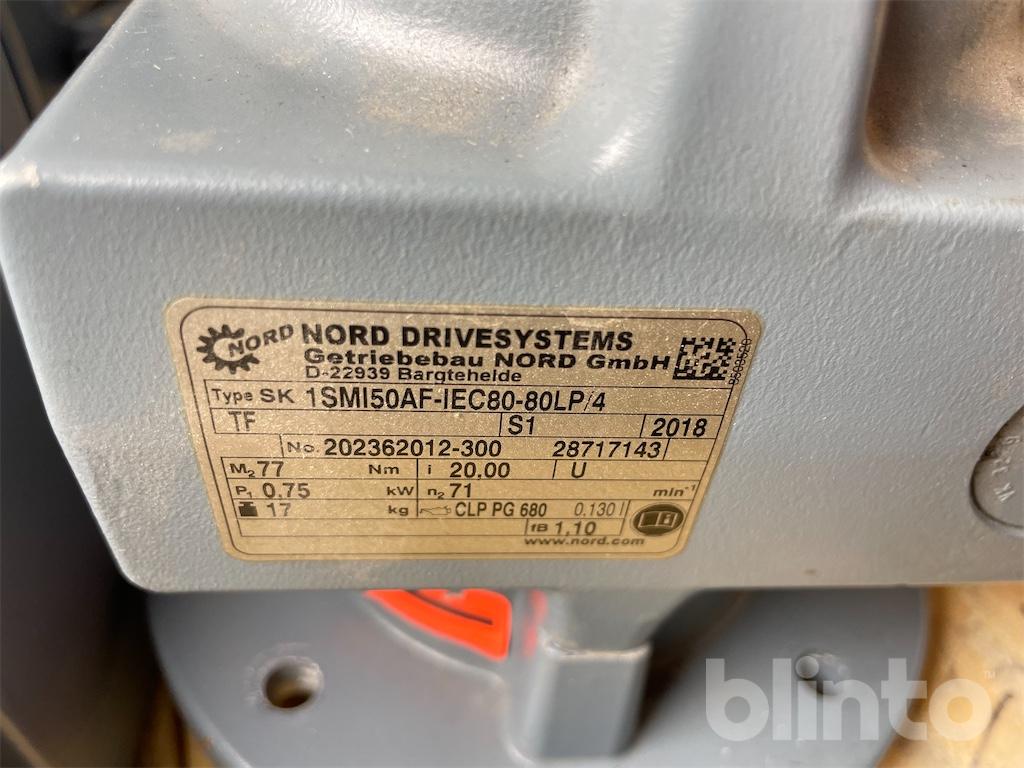 NORD
NORD DRIVESYSTEMS
Getriebebau NORD GmbH
D-22939 Bargteheide
Type SK 1SMI50AF-IEC80-80LP/4
TF S1 2018
No. 202362012-300 28717143
M₂ 77 Nm i 20,00 U
P₁ 0,75 kW n₂ 71 min⁻¹
17 kg CLP PG 680 0,130 l
fB 1,10
www.nord.com
blinto™